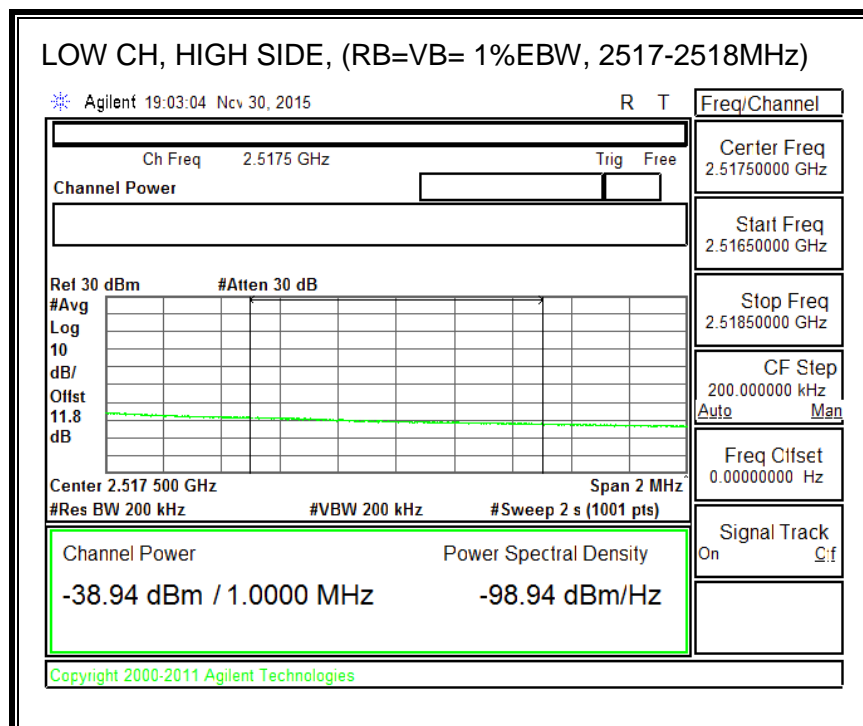 LOW CH, HIGH SIDE, (RB=VB= 1%EBW, 2517-2518MHz)
Agilent 19:03:04 Nov 30, 2015 R T
Freq/Channel
Ch Freq 2.5175 GHz Trig Free
Channel Power
Center Freq
2.51750000 GHz
Start Freq
2.51650000 GHz
Stop Freq
2.51850000 GHz
CF Step
200.000000 kHz
Auto Man
Freq Offset
0.00000000 Hz
Signal Track
On Off
Ref 30 dBm #Atten 30 dB
#Avg
Log
10
dB/
Offst
11.8
dB
Center 2.517 500 GHz Span 2 MHz
#Res BW 200 kHz #VBW 200 kHz #Sweep 2 s (1001 pts)
Channel Power Power Spectral Density
-38.94 dBm / 1.0000 MHz -98.94 dBm/Hz
Copyright 2000-2011 Agilent Technologies